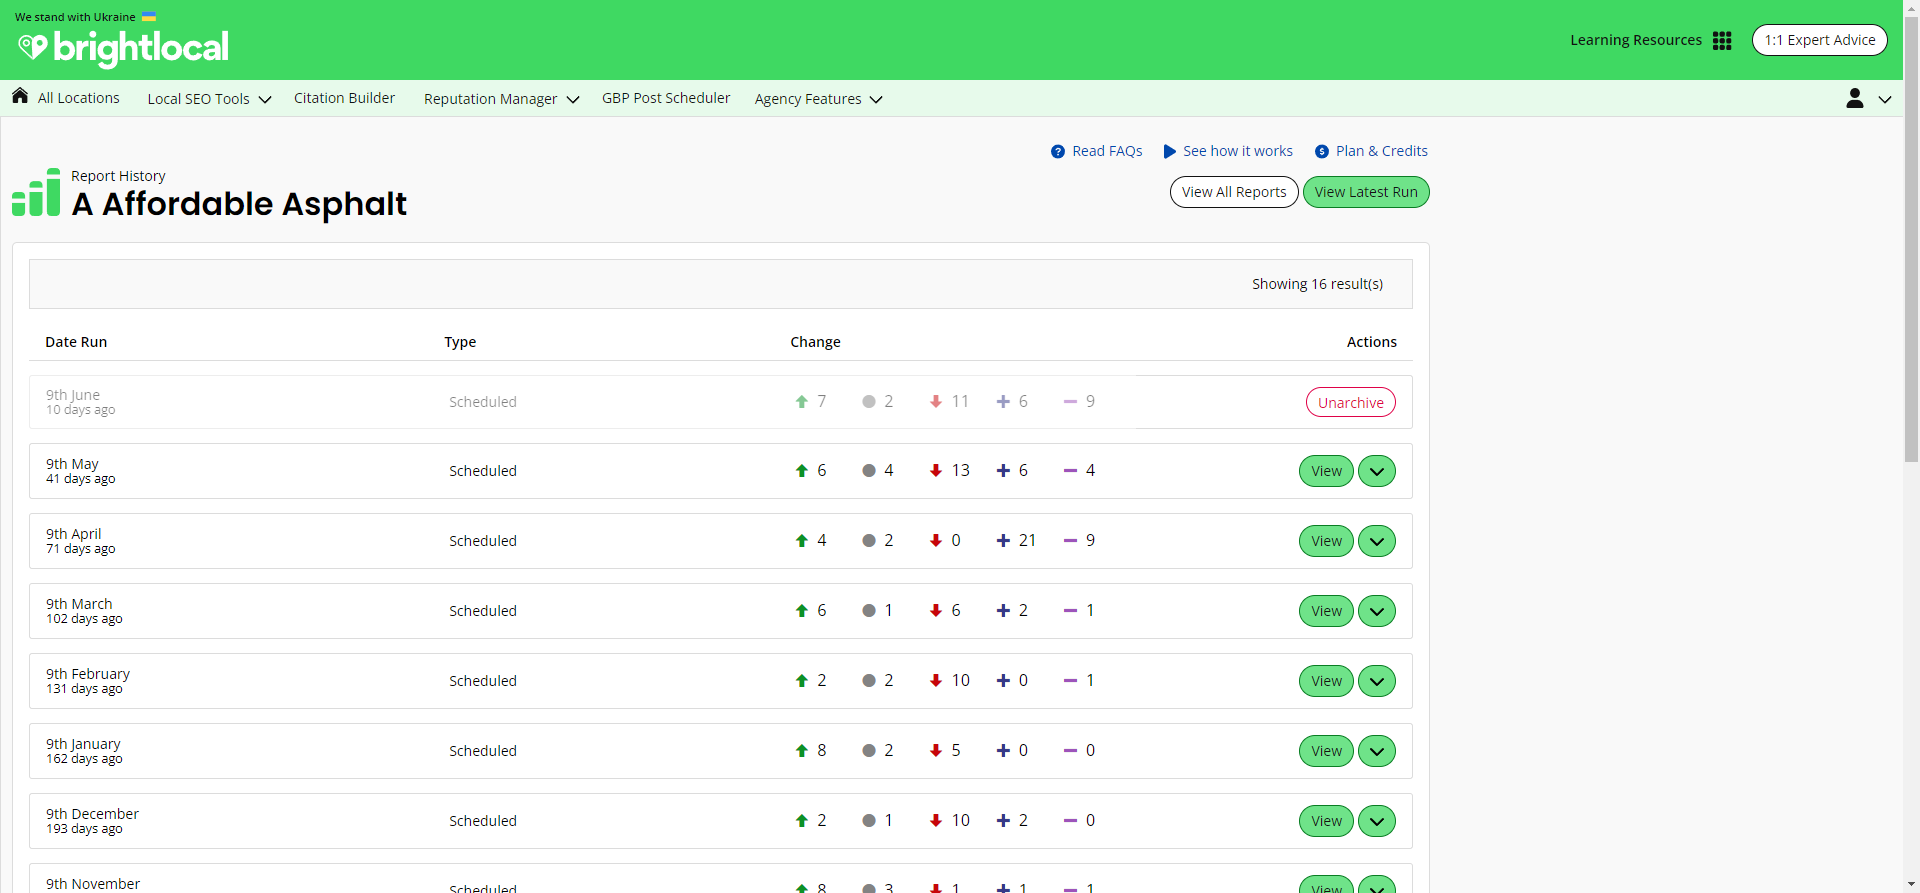 We stand with Ukraine
brightlocal
Learning Resources
1:1 Expert Advice
All Locations Local SEO Tools Citation Builder Reputation Manager GBP Post Scheduler Agency Features
Read FAQs See how it works Plan & Credits
Report History
A Affordable Asphalt
View All Reports View Latest Run
Showing 16 result(s)
Date Run Type Change Actions
9th June
10 days ago
Scheduled 7 2 11 6 9 Unarchive
9th May
41 days ago
Scheduled 6 4 13 6 4 View
9th April
71 days ago
Scheduled 4 2 0 21 9 View
9th March
102 days ago
Scheduled 6 1 6 2 1 View
9th February
131 days ago
Scheduled 2 2 10 0 1 View
9th January
162 days ago
Scheduled 8 2 5 0 0 View
9th December
193 days ago
Scheduled 2 1 10 2 0 View
9th November
Scheduled 8 3 1 1 1 View